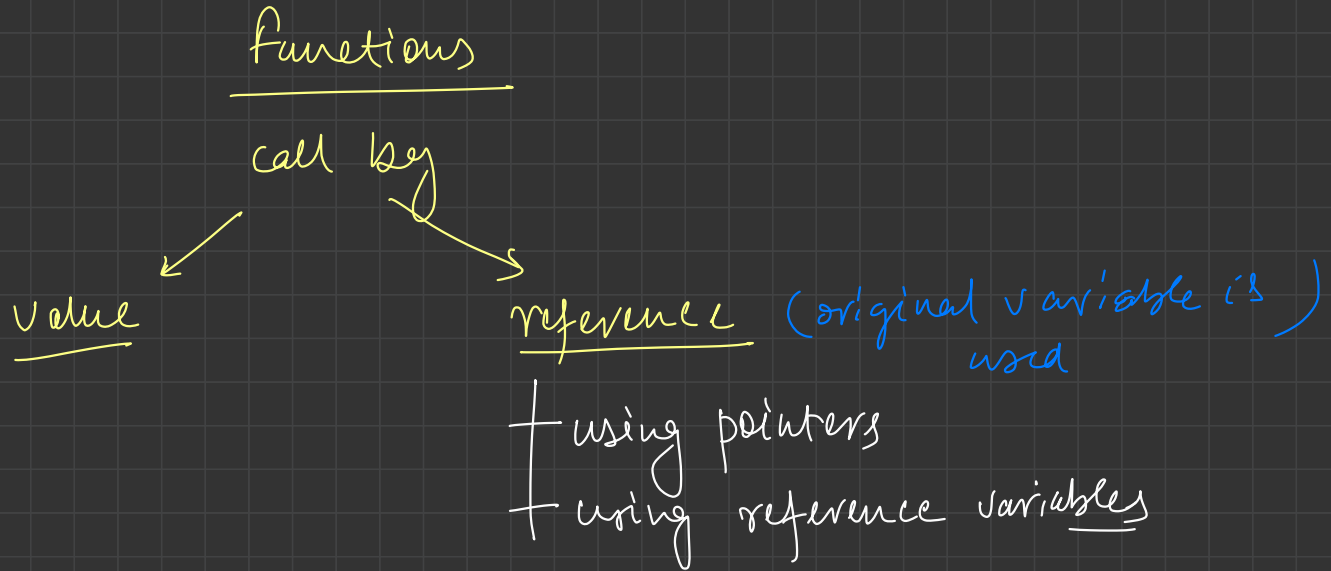 functions
call by
value
reference (original variable is used)
using pointers
using reference variables